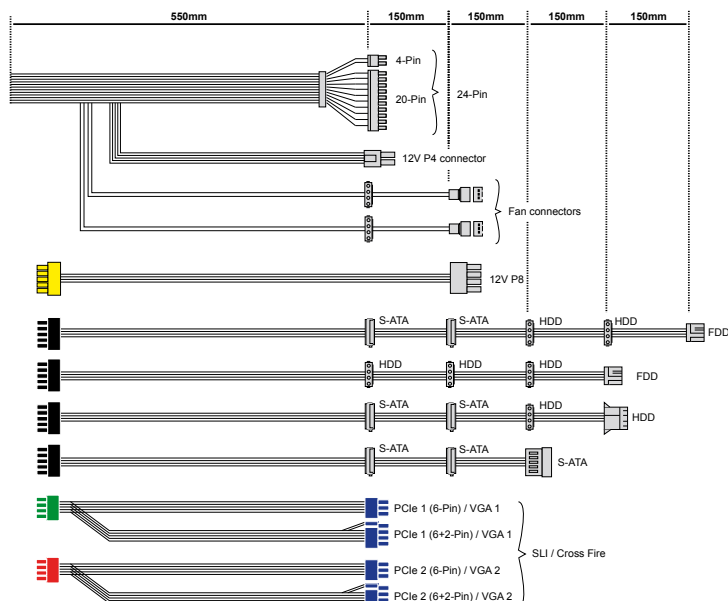 550mm 150mm 150mm 150mm 150mm
4-Pin
20-Pin 24-Pin
12V P4 connector
Fan connectors
12V P8
S-ATA S-ATA HDD HDD
FDD
HDD HDD HDD
FDD
S-ATA S-ATA HDD
HDD
S-ATA S-ATA
S-ATA
PCIe 1 (6-Pin) / VGA 1
PCIe 1 (6+2-Pin) / VGA 1
SLI / Cross Fire
PCIe 2 (6-Pin) / VGA 2
PCIe 2 (6+2-Pin) / VGA 2